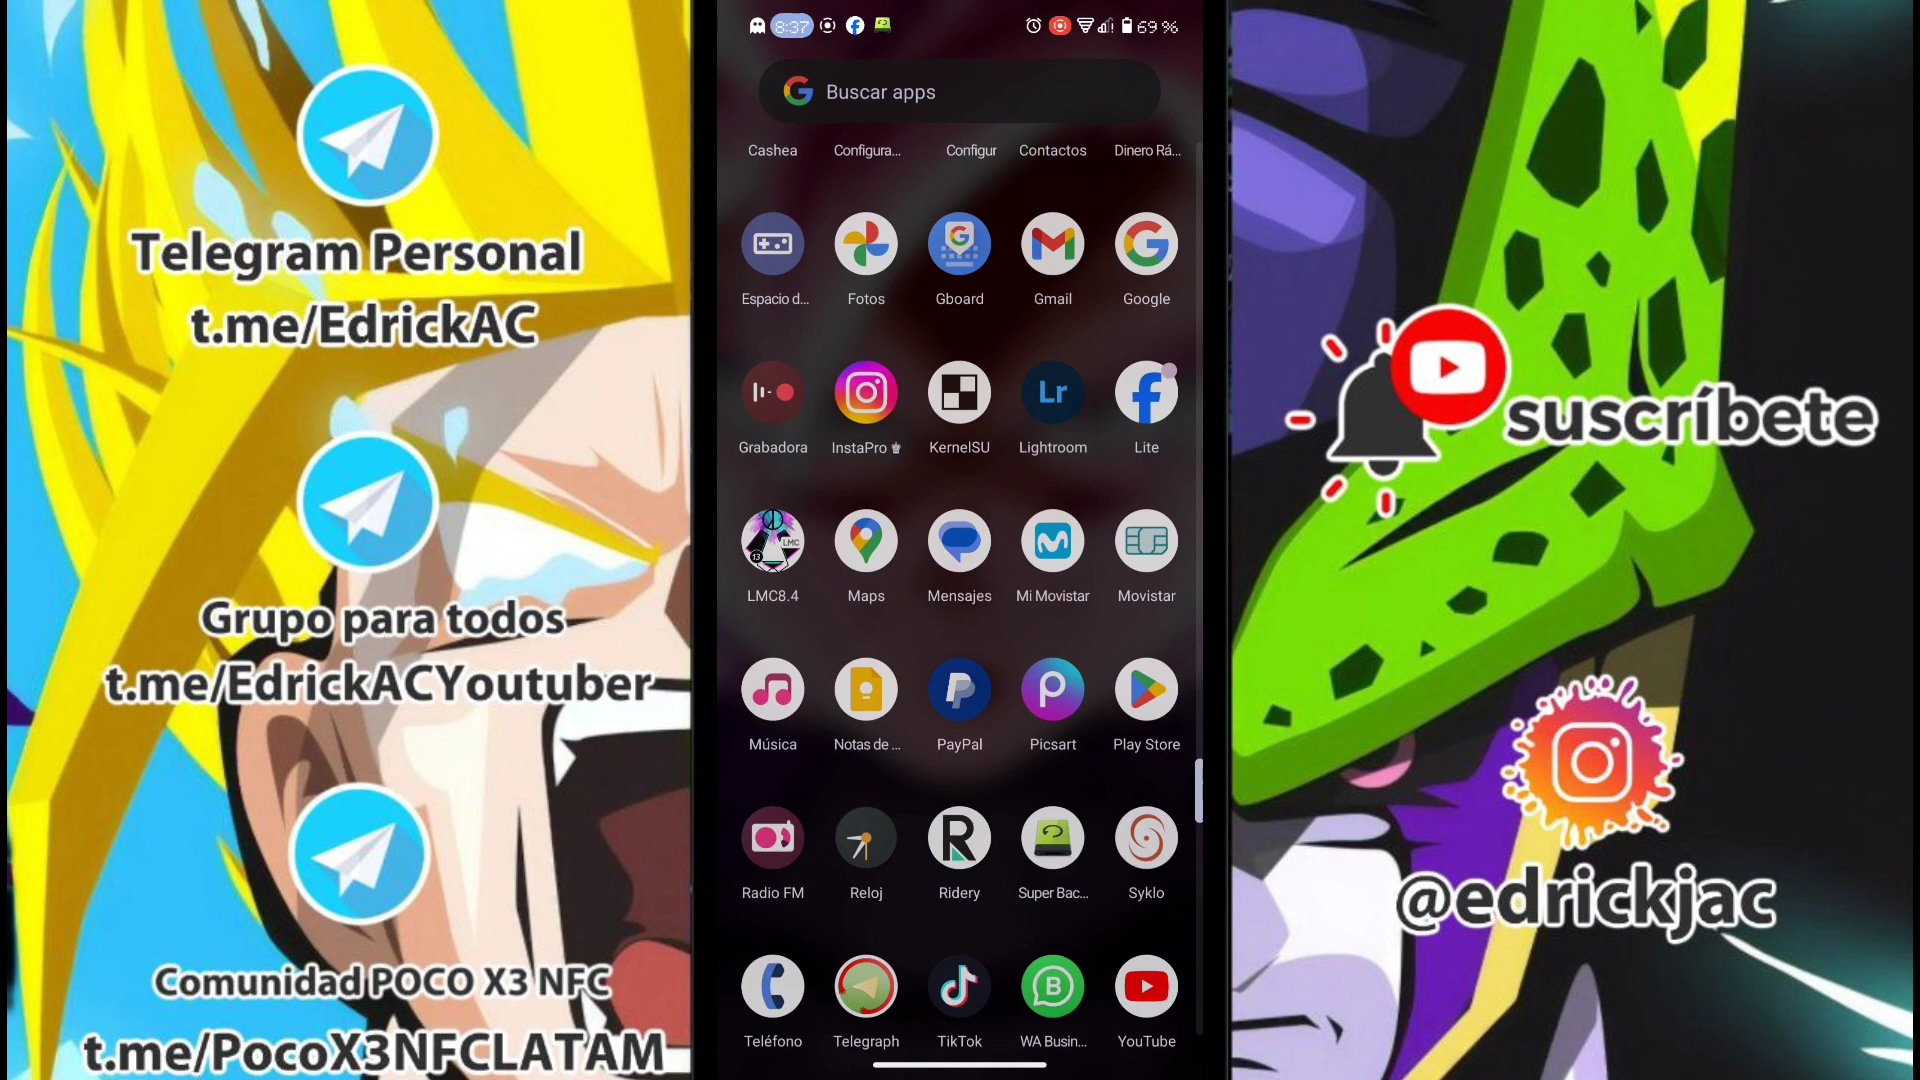 Telegram Personal
t.me/EdrickAC
Grupo para todos
t.me/EdrickACYoutuber
Comunidad POCO X3 NFC
t.me/PocoX3NFCLATAM
8:37
69 %
Buscar apps
Cashea Configura... Configur Contactos Dinero Rá...
Espacio d... Fotos Gboard Gmail Google
Lr
Grabadora InstaPro KernelSU Lightroom Lite
LMC
13
LMC8.4 Maps Mensajes Mi Movistar Movistar
Música Notas de ... PayPal Picsart Play Store
Radio FM Reloj Ridery Super Bac... Syklo
Teléfono Telegraph TikTok WA Busin... YouTube
suscríbete
@edrickjac